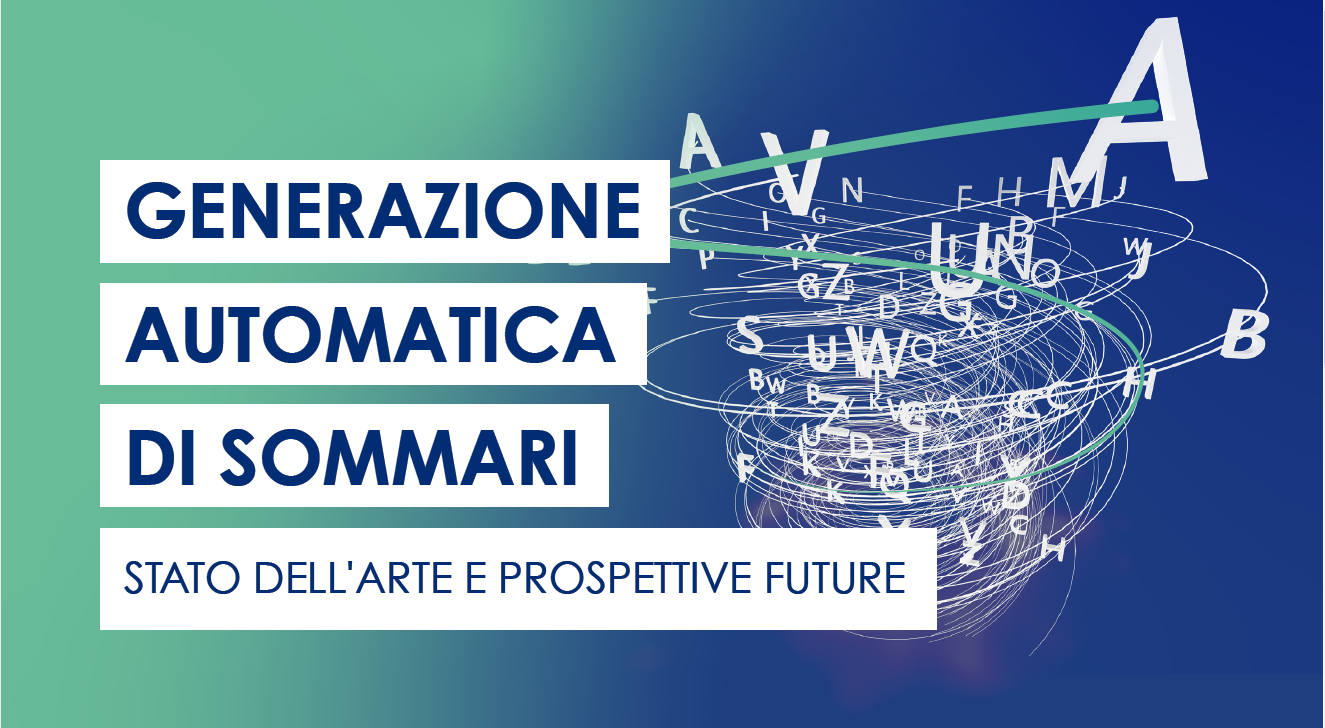 GENERAZIONE
AUTOMATICA
DI SOMMARI
STATO DELL'ARTE E PROSPETTIVE FUTURE